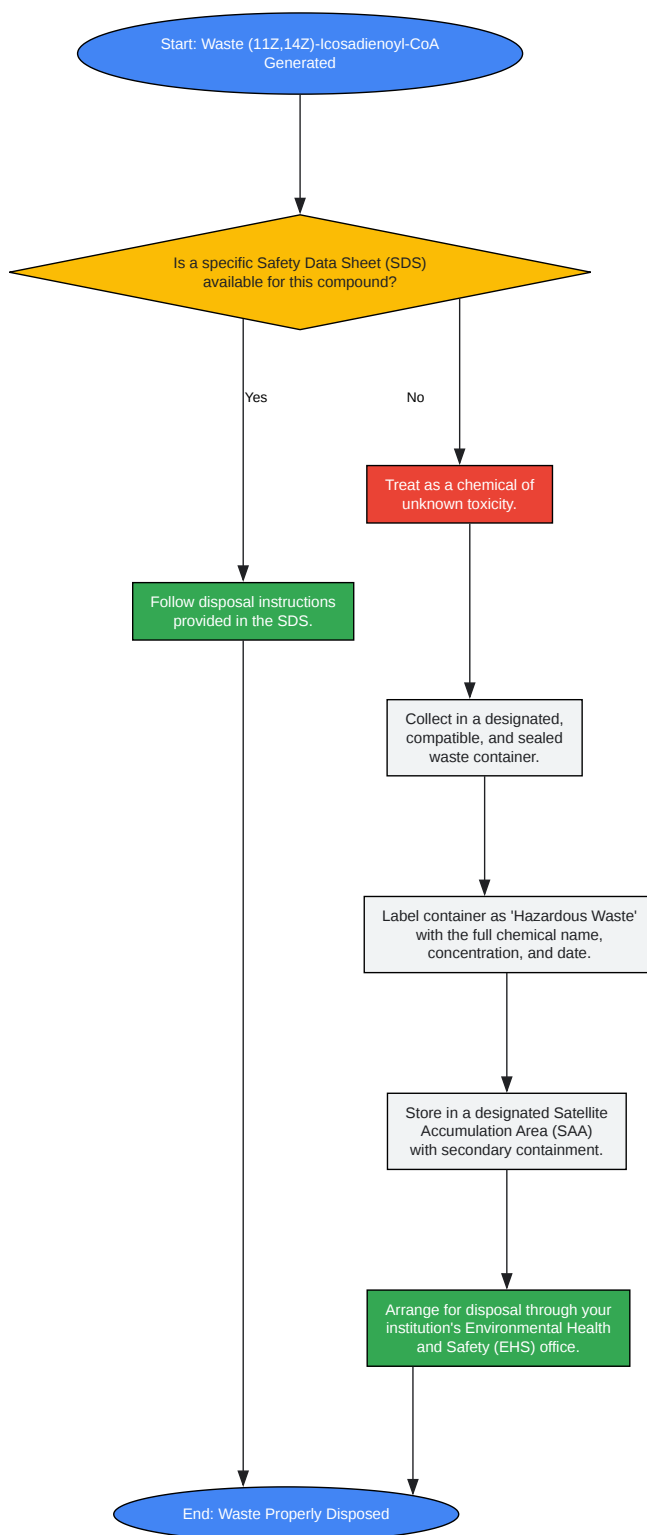 Start: Waste (11Z,14Z)-Icosadienoyl-CoA
Generated
Is a specific Safety Data Sheet (SDS)
available for this compound?
Yes
No
Treat as a chemical of
unknown toxicity.
Follow disposal instructions
provided in the SDS.
Collect in a designated,
compatible, and sealed
waste container.
Label container as 'Hazardous Waste'
with the full chemical name,
concentration, and date.
Store in a designated Satellite
Accumulation Area (SAA)
with secondary containment.
Arrange for disposal through your
institution's Environmental Health
and Safety (EHS) office.
End: Waste Properly Disposed